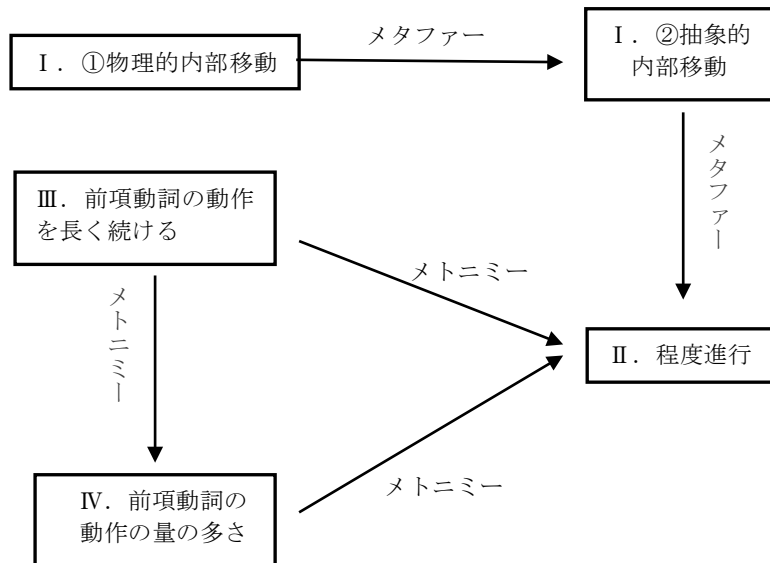 メタファー
Ⅰ．①物理的内部移動
Ⅰ．②抽象的
内部移動
メタファー
Ⅲ．前項動詞の動作
を長く続ける
メトニミー
メトニミー
Ⅱ．程度進行
メトニミー
Ⅳ．前項動詞の
動作の量の多さ